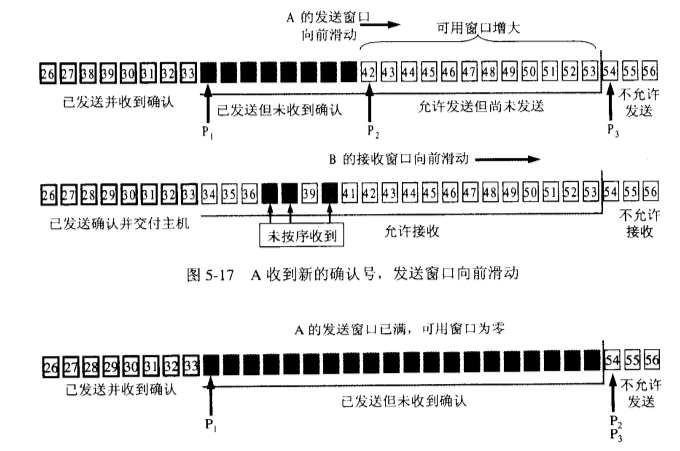 A 的发送窗口
向前滑动
可用窗口增大
26 27 38 39 30 31 32 33 42 43 44 45 46 47 48 49 50 51 52 53 54 55 56
已发送并收到确认 已发送但未收到确认 允许发送但尚未发送 不允许
发送
P1 P2 P3
B 的接收窗口向前滑动
26 27 28 29 30 31 32 33 34 35 36 39 41 42 43 44 45 46 47 48 49 50 51 52 53 54 55 56
已发送确认并交付主机 未按序收到 允许接收 不允许
接收
图 5-17 A 收到新的确认号，发送窗口向前滑动
A 的发送窗口已满，可用窗口为零
26 27 28 29 30 31 32 33 54 55 56
已发送并收到确认 已发送但未收到确认 不允许
发送
P1 P2
P3